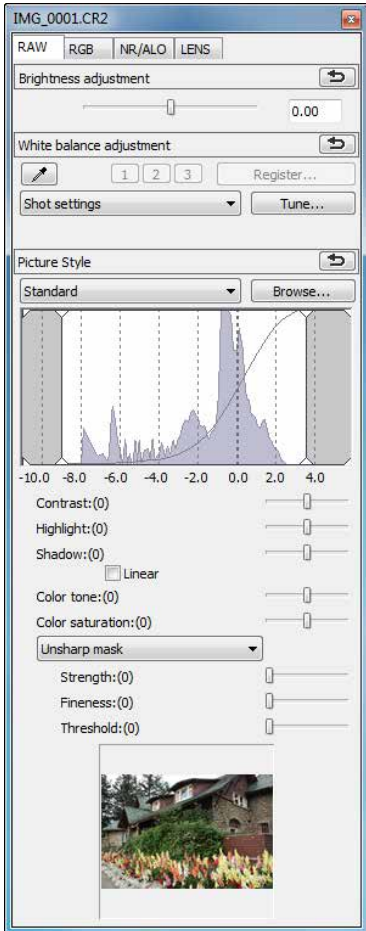 IMG_0001.CR2
RAW RGB NR/ALO LENS
Brightness adjustment
0.00
White balance adjustment
1 2 3 Register...
Shot settings Tune...
Picture Style
Standard Browse...
-10.0 -8.0 -6.0 -4.0 -2.0 0.0 2.0 4.0
Contrast:(0)
Highlight:(0)
Shadow:(0)
Linear
Color tone:(0)
Color saturation:(0)
Unsharp mask
Strength:(0)
Fineness:(0)
Threshold:(0)